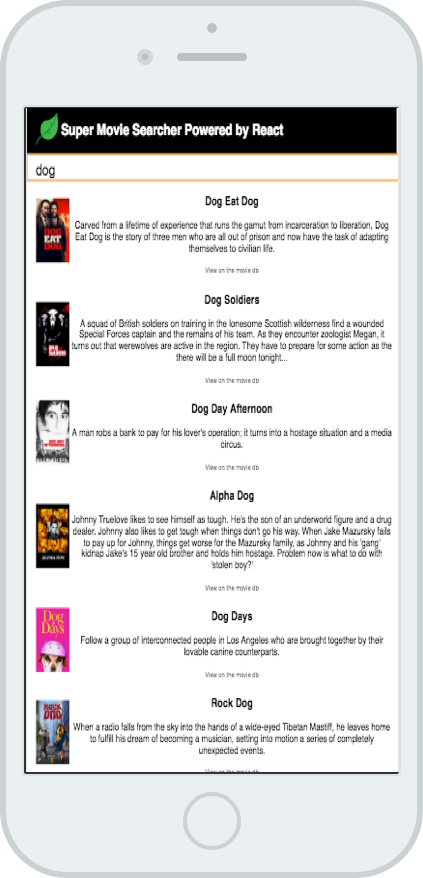 Super Movie Searcher Powered by React
dog
Dog Eat Dog
Carved from a lifetime of experience that runs the gamut from incarceration to liberation, Dog
Eat Dog is the story of three men who are all out of prison and now have the task of adapting
themselves to civilian life.
View on the movie db
DOG
EAT
DOG
Dog Soldiers
A squad of British soldiers on training in the lonesome Scottish wilderness find a wounded
Special Forces captain and the remains of his team. As they encounter zoologist Megan, it
turns out that werewolves are active in the region. They have to prepare for some action as the
there will be a full moon tonight...
View on the movie db
DOG
SOLDIERS
Dog Day Afternoon
A man robs a bank to pay for his lover's operation; it turns into a hostage situation and a media
circus.
View on the movie db
Alpha Dog
Johnny Truelove likes to see himself as tough. He's the son of an underworld figure and a drug
dealer. Johnny also likes to get tough when things don't go his way. When Jake Mazursky fails
to pay up for Johnny, things get worse for the Mazursky family, as Johnny and his 'gang'
kidnap Jake's 15 year old brother and holds him hostage. Problem now is what to do with
'stolen boy?'
View on the movie db
ALPHA DOG
Dog Days
Follow a group of interconnected people in Los Angeles who are brought together by their
lovable canine counterparts.
View on the movie db
Dog
Days
Rock Dog
When a radio falls from the sky into the hands of a wide-eyed Tibetan Mastiff, he leaves home
to fulfill his dream of becoming a musician, setting into motion a series of completely
unexpected events.
View on the movie db
ROCK
DOG